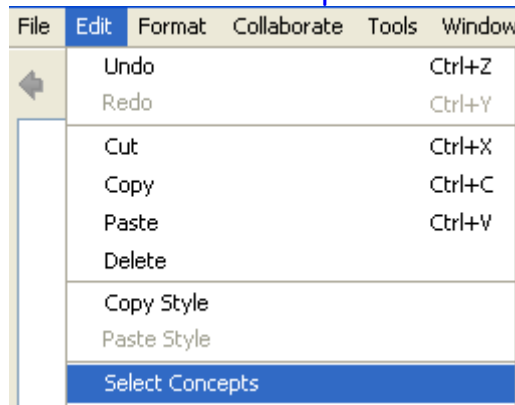 File Edit Format Collaborate Tools Window
Undo Ctrl+Z
Redo Ctrl+Y
Cut Ctrl+X
Copy Ctrl+C
Paste Ctrl+V
Delete
Copy Style
Paste Style
Select Concepts